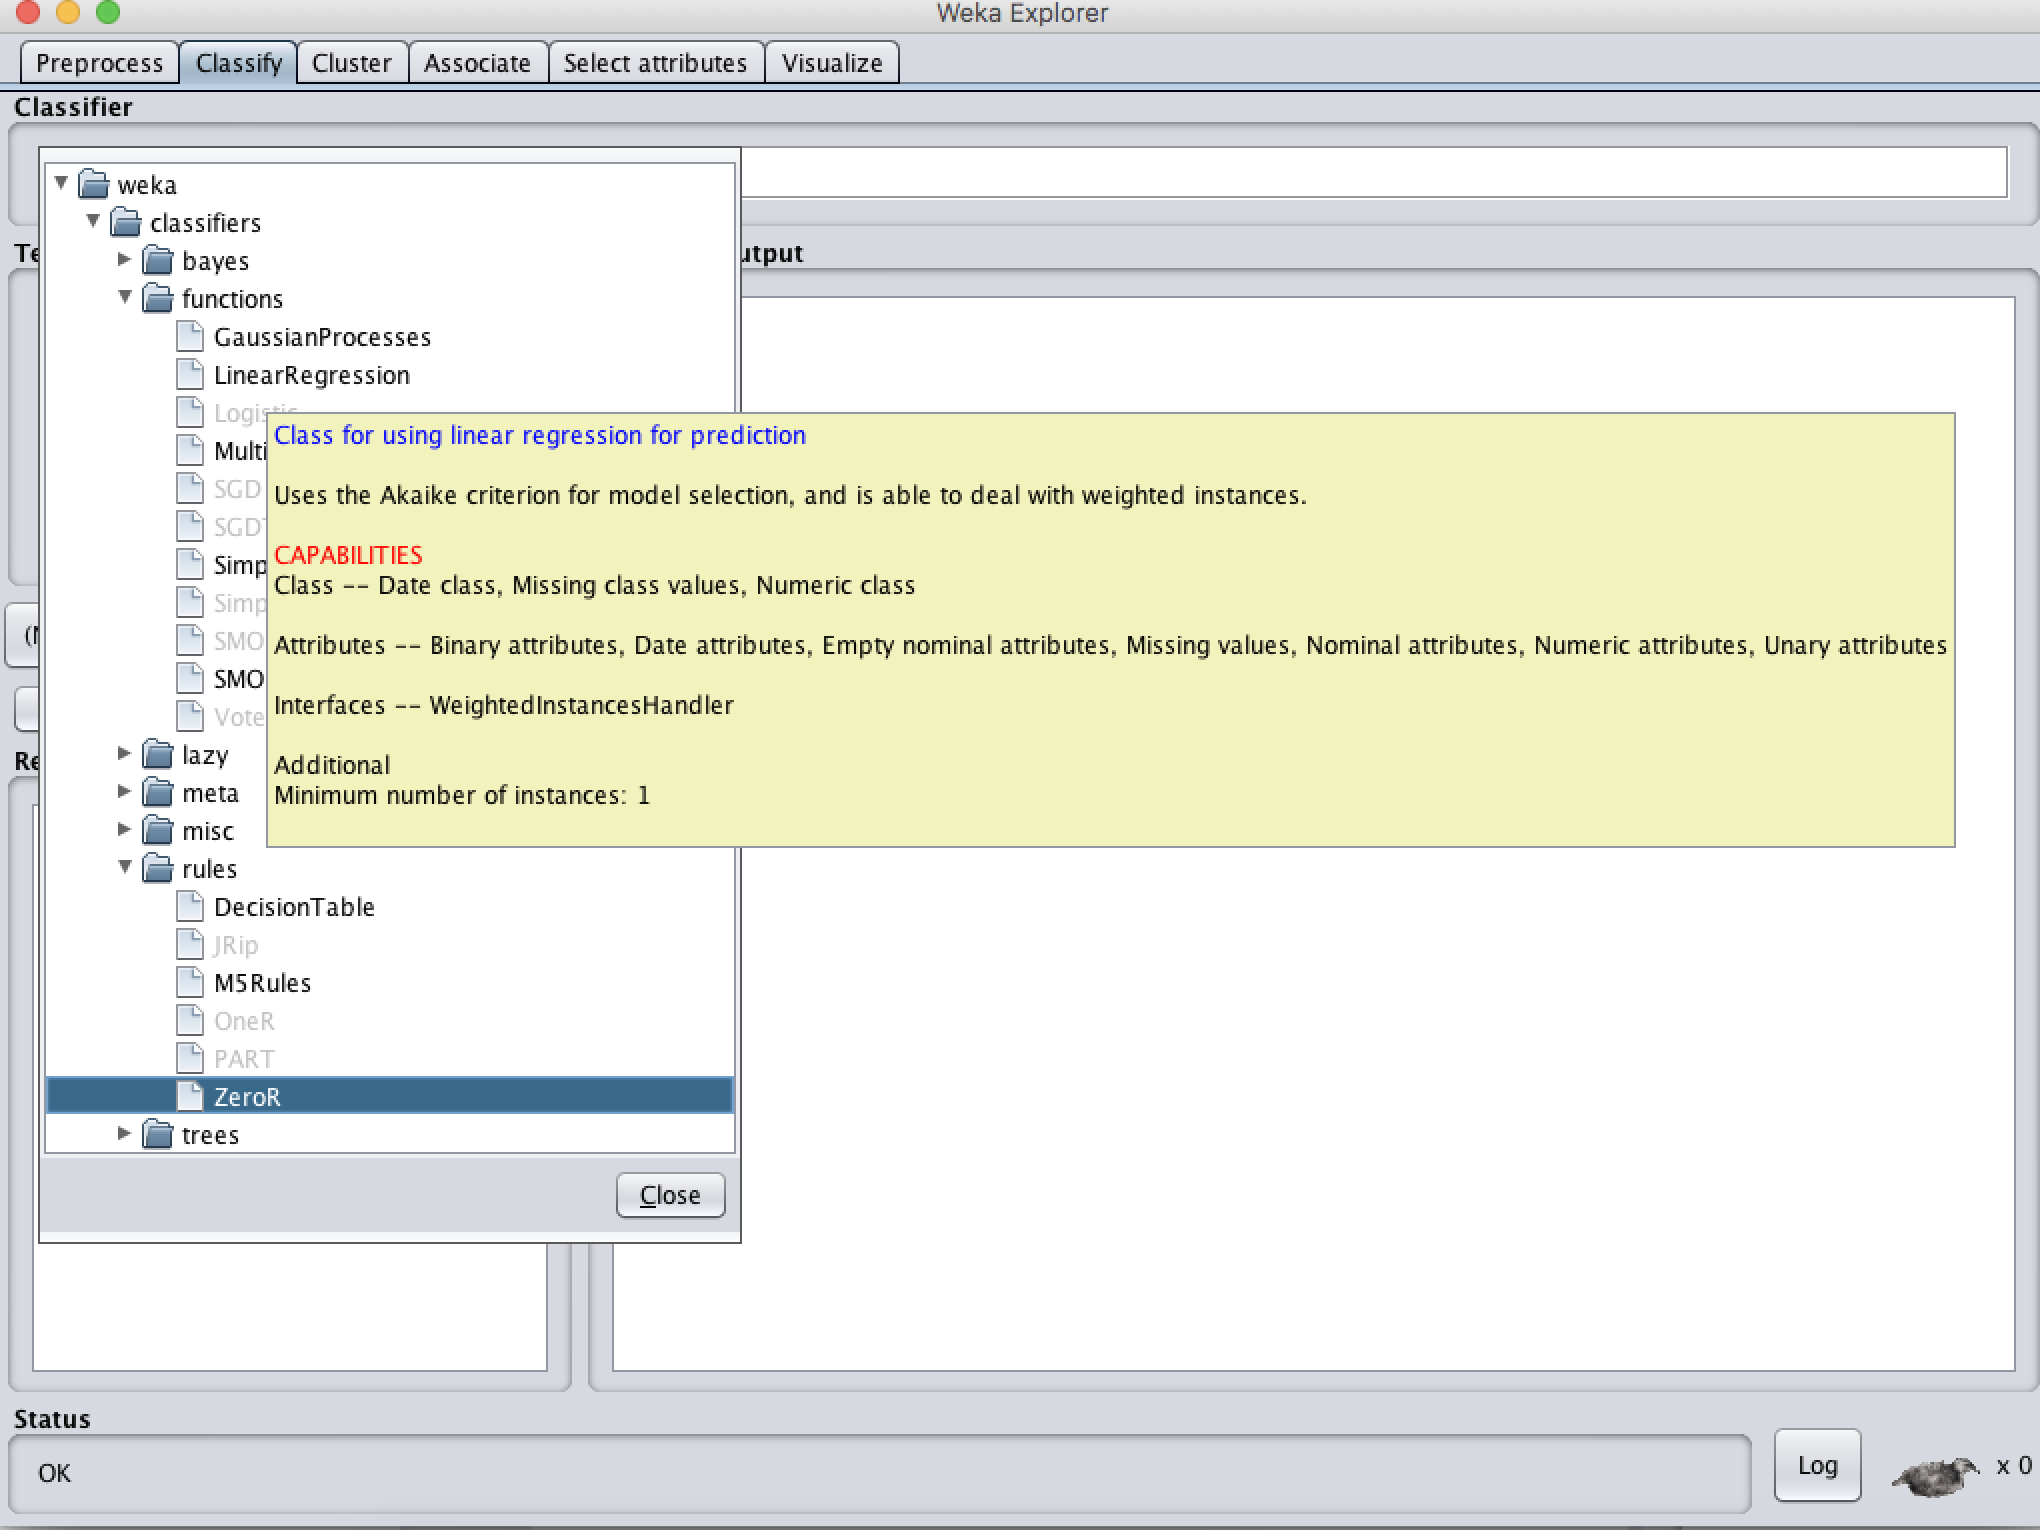 Weka Explorer
Preprocess Classify Cluster Associate Select attributes Visualize
Classifier
weka
classifiers
bayes
functions
GaussianProcesses
LinearRegression
Logistic
Multi
SGD
SGD
Simp
Simp
SMO
SMO
Vote
lazy
meta
misc
rules
DecisionTable
JRip
M5Rules
OneR
PART
ZeroR
trees
Close
utput
Class for using linear regression for prediction
Uses the Akaike criterion for model selection, and is able to deal with weighted instances.
CAPABILITIES
Class -- Date class, Missing class values, Numeric class
Attributes -- Binary attributes, Date attributes, Empty nominal attributes, Missing values, Nominal attributes, Numeric attributes, Unary attributes
Interfaces -- WeightedInstancesHandler
Additional
Minimum number of instances: 1
Te
Re
Status
OK
Log
x 0